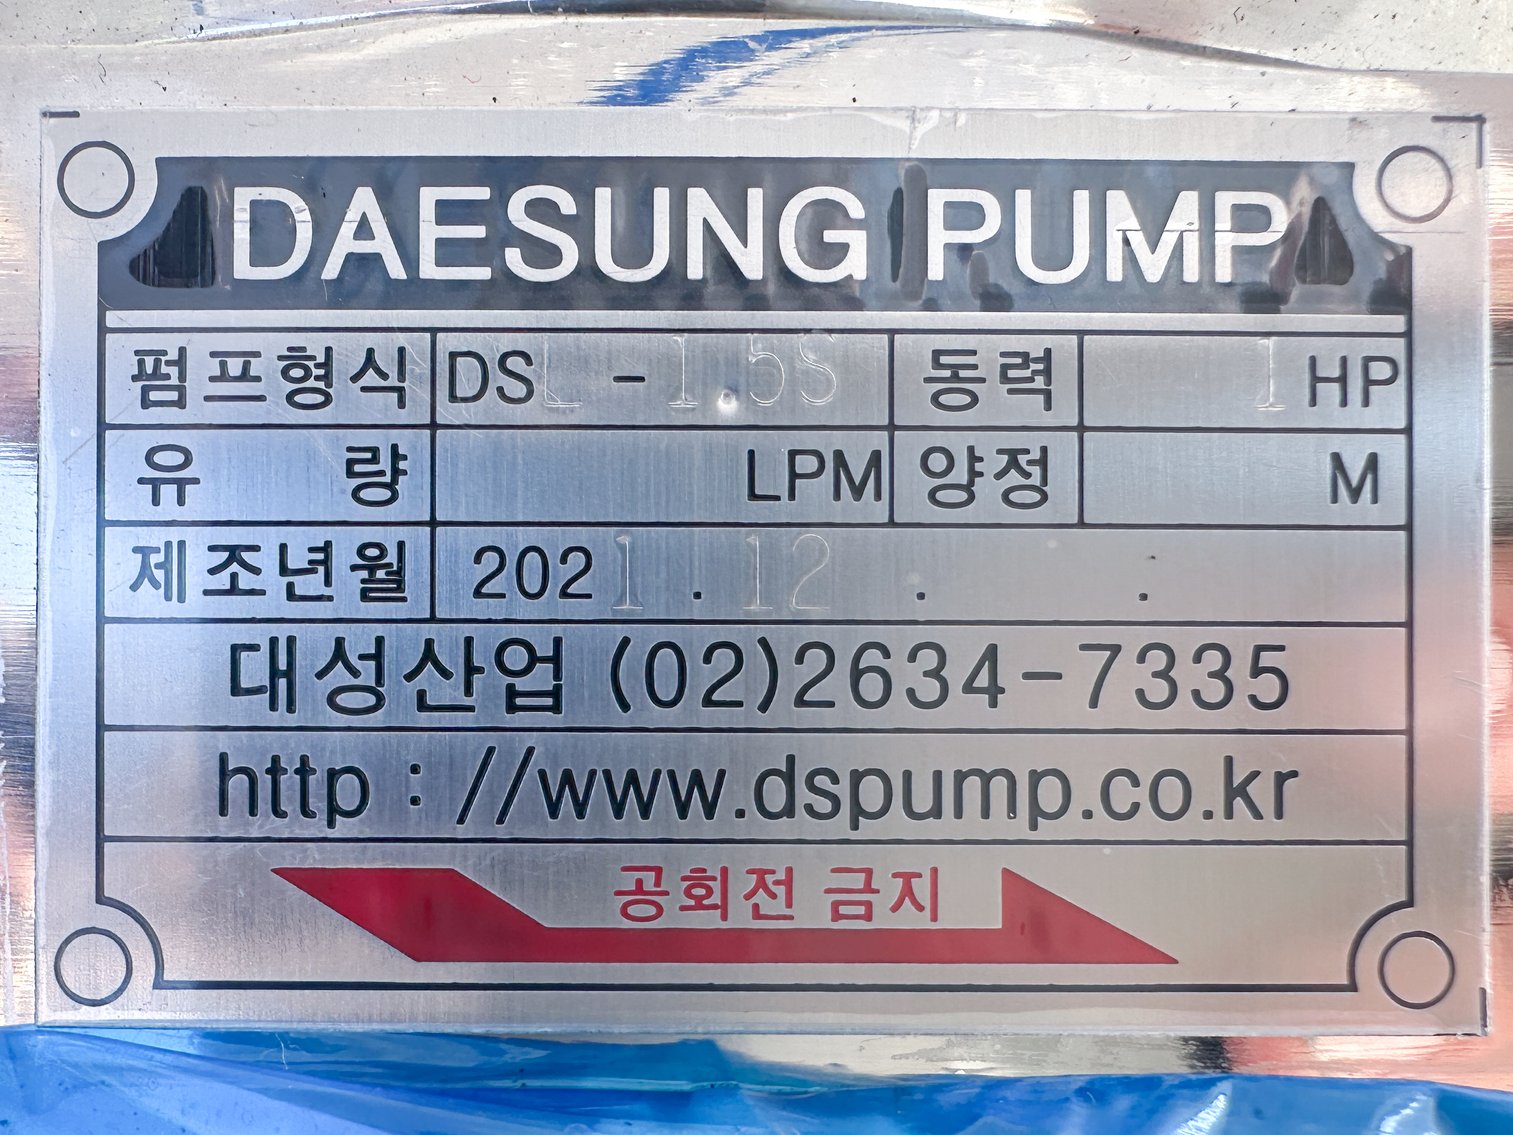 DAESUNG PUMP
펌프형식 DSL - 1.5S 동력 1 HP
유 량 LPM 양정 M
제조년월 2021 . 12 . .
대성산업 (02)2634-7335
http : //www.dspump.co.kr
공회전 금지